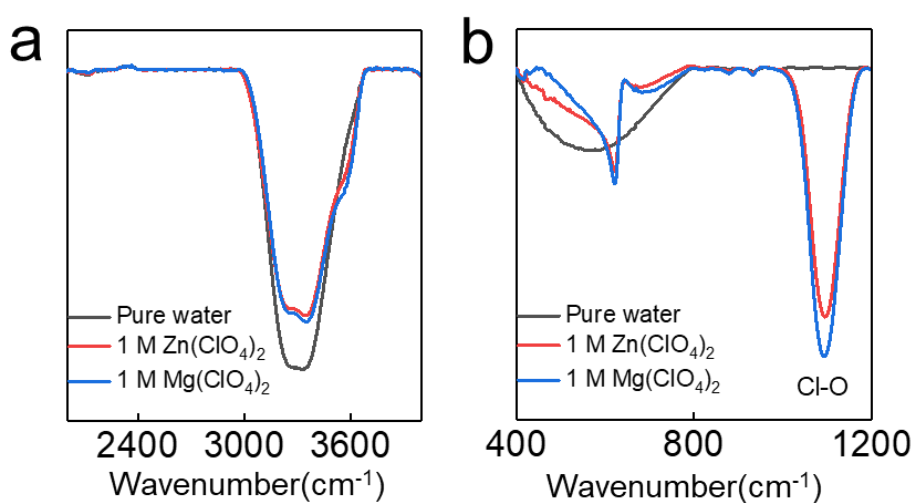 a
Pure water
1 M Zn(ClO₄)₂
1 M Mg(ClO₄)₂
2400 3000 3600
Wavenumber(cm⁻¹)
b
Pure water
1 M Zn(ClO₄)₂
1 M Mg(ClO₄)₂
Cl-O
400 800 1200
Wavenumber(cm⁻¹)